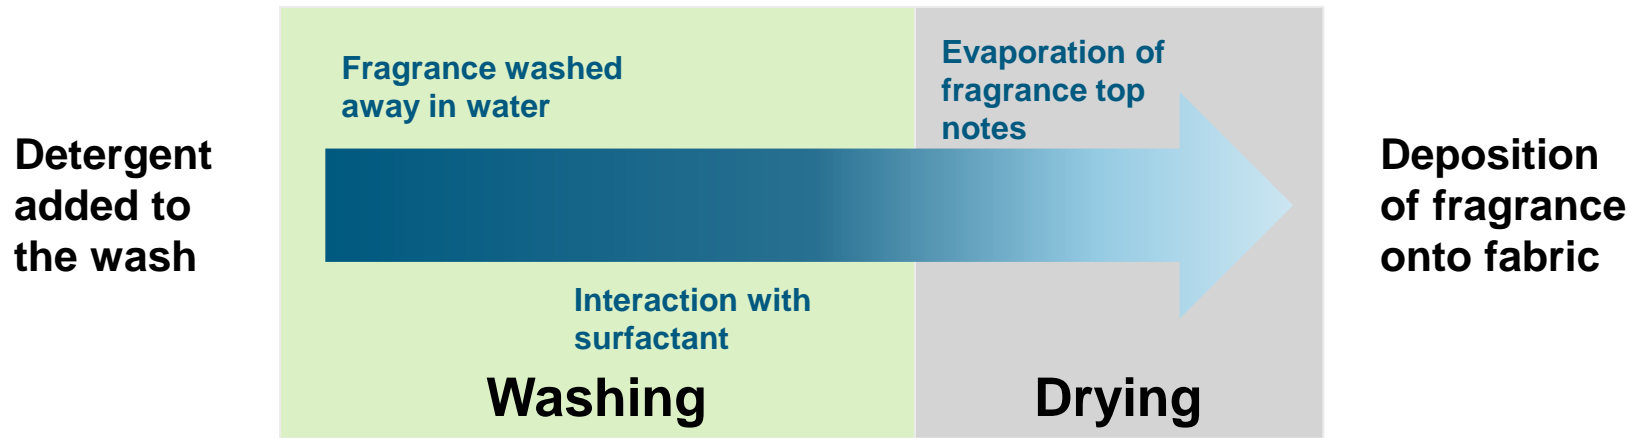 Detergent
added to
the wash
Fragrance washed
away in water
Interaction with
surfactant
Washing
Evaporation of
fragrance top
notes
Drying
Deposition
of fragrance
onto fabric